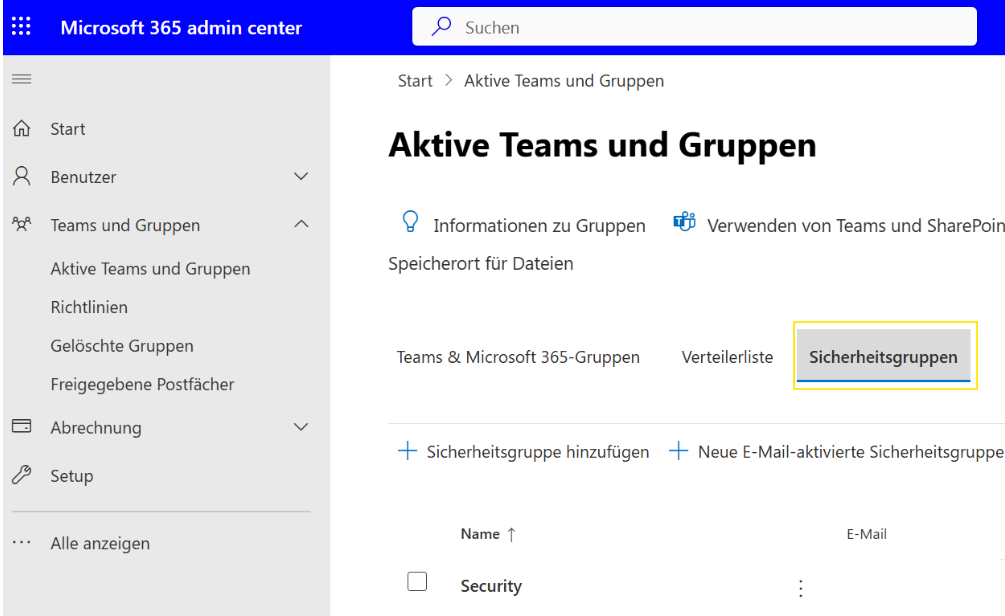 Microsoft 365 admin center
Suchen
Start
Benutzer
Teams und Gruppen
Aktive Teams und Gruppen
Richtlinien
Gelöschte Gruppen
Freigegebene Postfächer
Abrechnung
Setup
Alle anzeigen
Start > Aktive Teams und Gruppen
Aktive Teams und Gruppen
Informationen zu Gruppen Verwenden von Teams und SharePoin
Speicherort für Dateien
Teams & Microsoft 365-Gruppen Verteilerliste Sicherheitsgruppen
+ Sicherheitsgruppe hinzufügen + Neue E-Mail-aktivierte Sicherheitsgruppe
Name ↑ E-Mail
Security